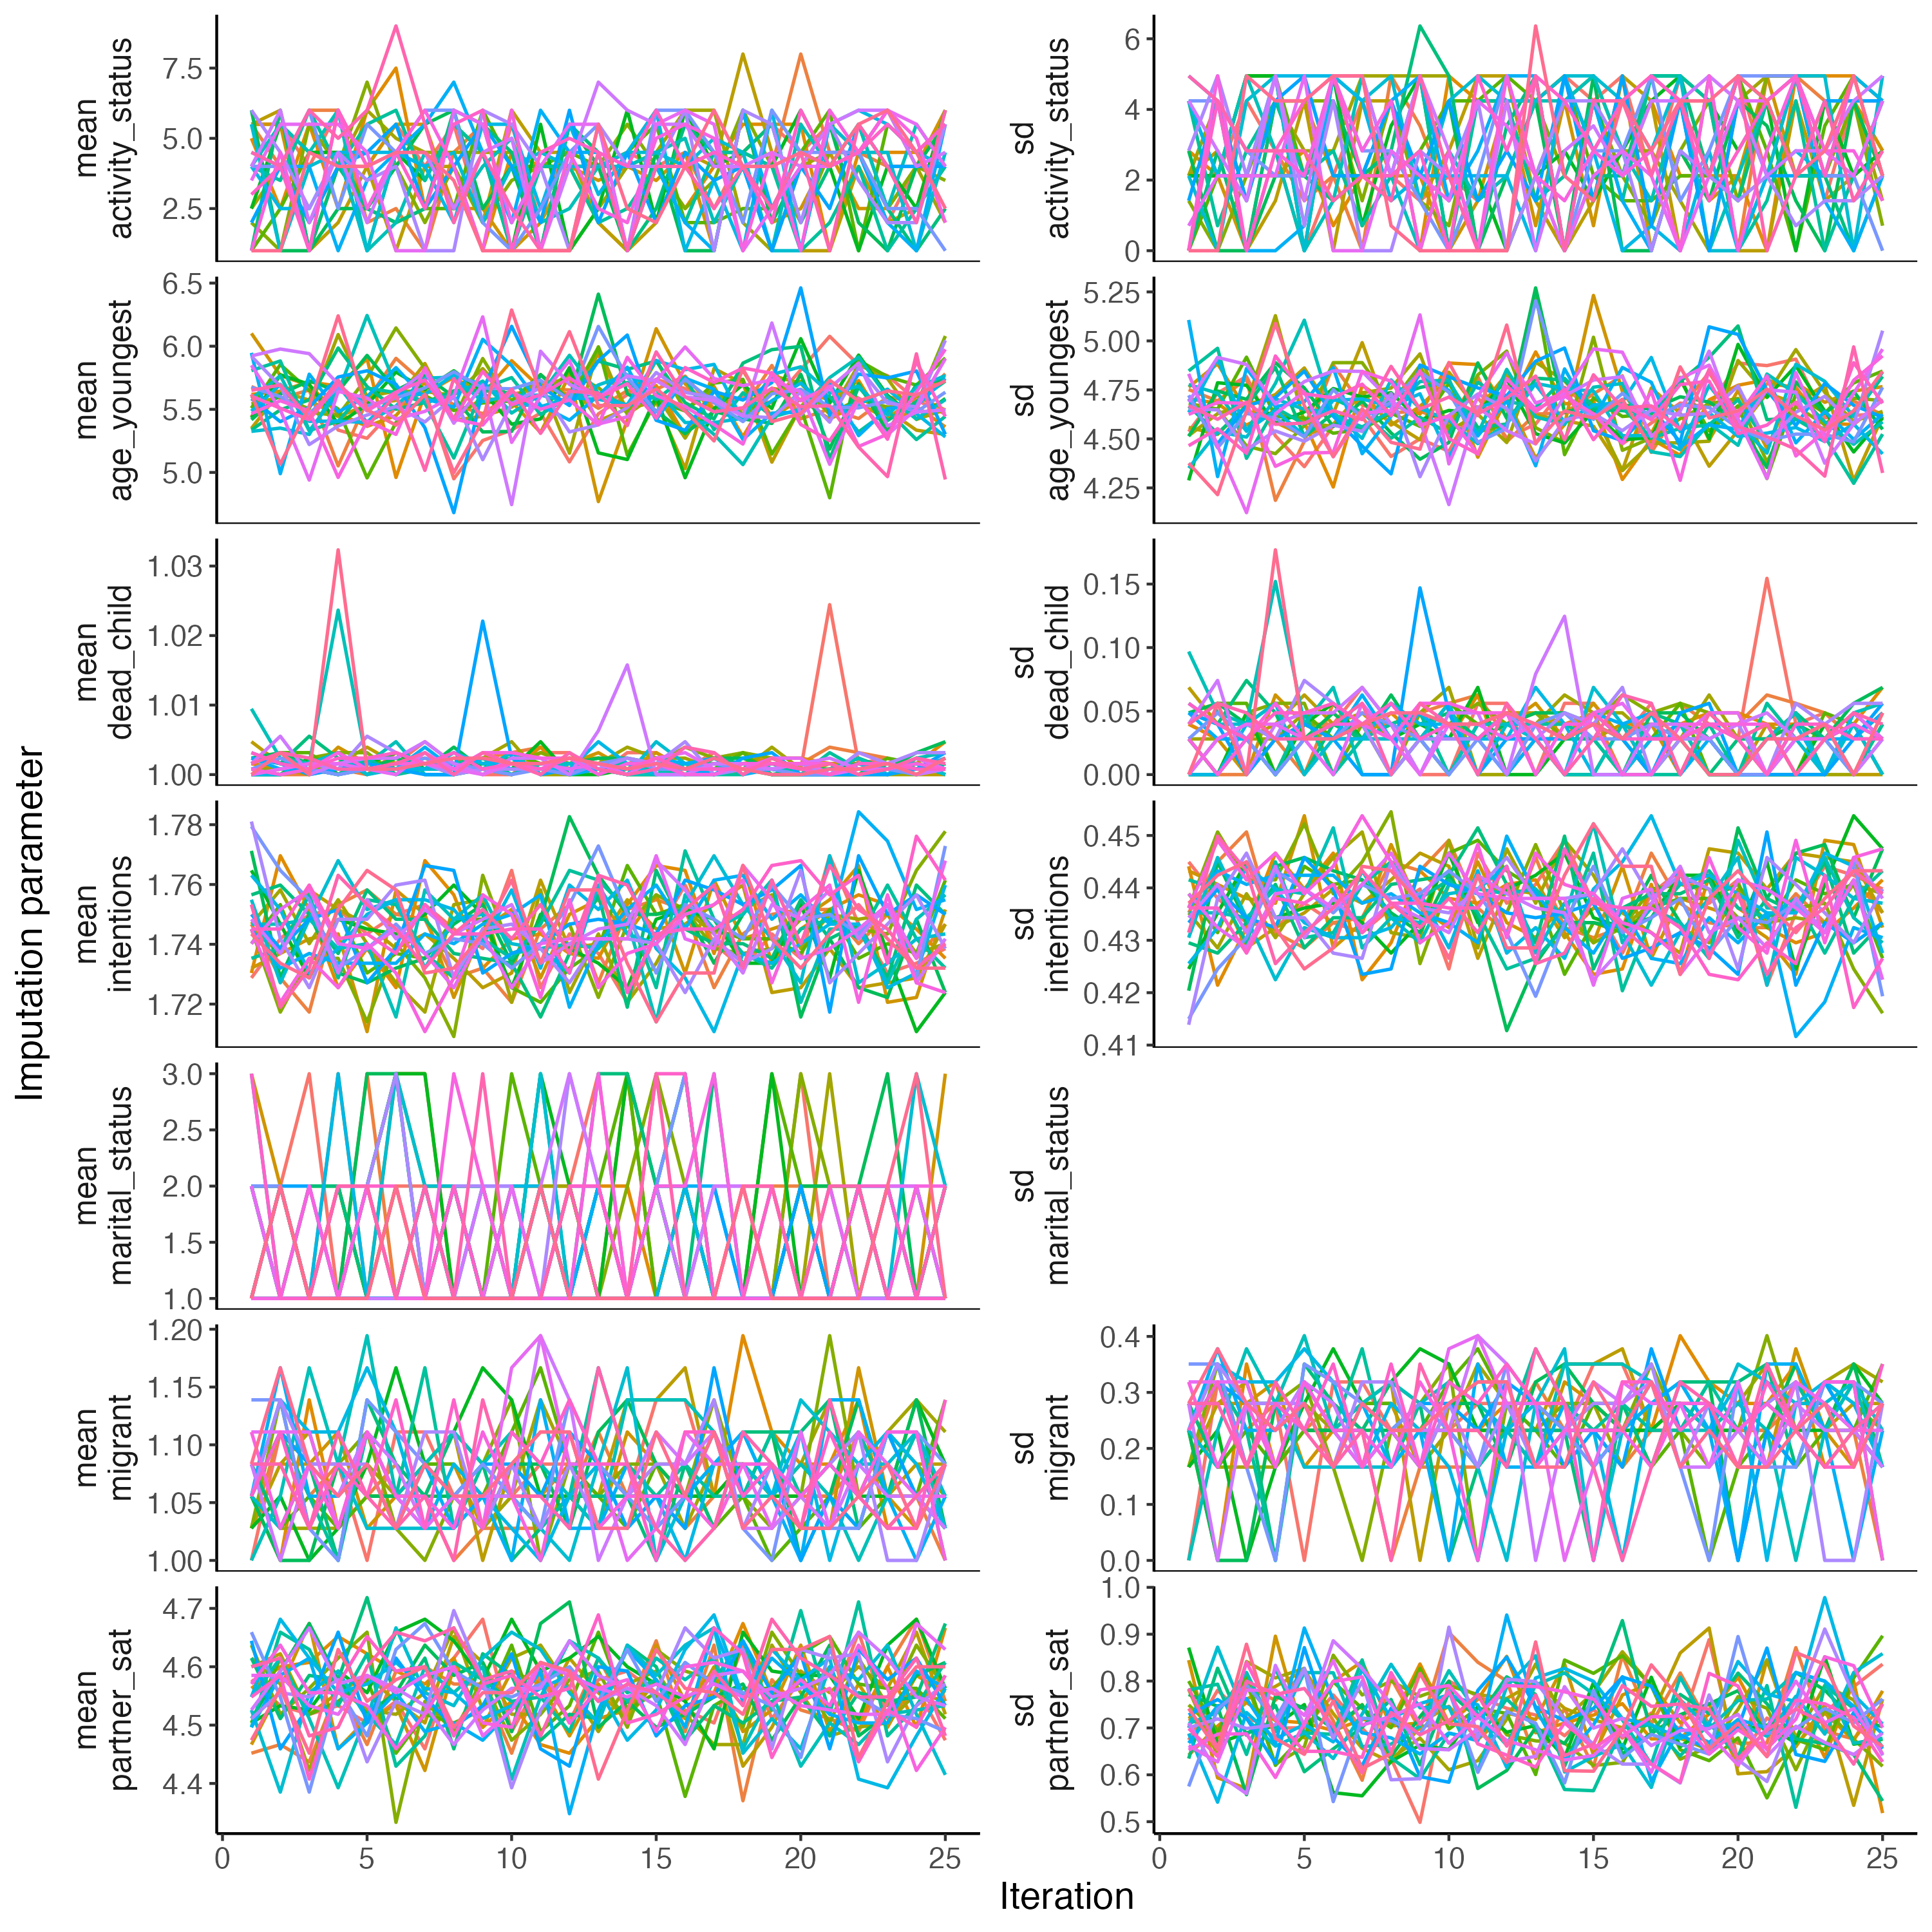 Imputation parameter
mean
activity_status
7.5
5.0
2.5
sd
activity_status
6
4
2
0
mean
age_youngest
6.5
6.0
5.5
5.0
sd
age_youngest
5.25
5.00
4.75
4.50
4.25
mean
dead_child
1.03
1.02
1.01
1.00
sd
dead_child
0.15
0.10
0.05
0.00
mean
intentions
1.78
1.76
1.74
1.72
sd
intentions
0.45
0.44
0.43
0.42
0.41
mean
marital_status
3.0
2.5
2.0
1.5
1.0
sd
marital_status
mean
migrant
1.20
1.15
1.10
1.05
1.00
sd
migrant
0.4
0.3
0.2
0.1
0.0
mean
partner_sat
4.7
4.6
4.5
4.4
sd
partner_sat
1.0
0.9
0.8
0.7
0.6
0.5
0 5 10 15 20 25
0 5 10 15 20 25
Iteration